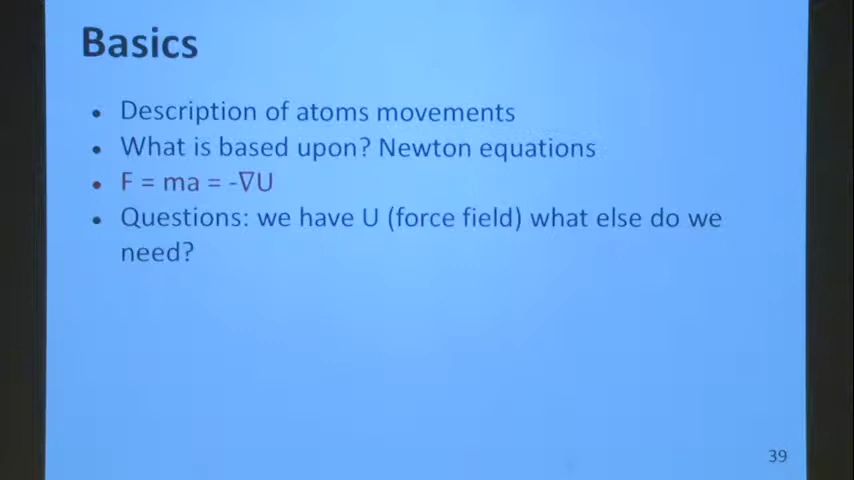 Basics
• Description of atoms movements
• What is based upon? Newton equations
• F = ma = -∇U
• Questions: we have U (force field) what else do we
need?
39